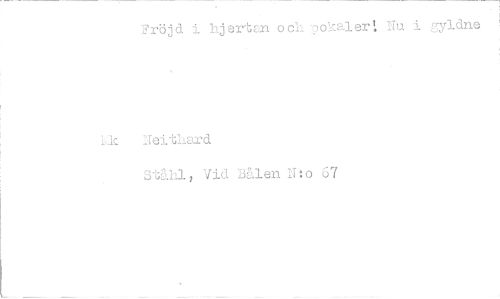 Fröjd i hjertan och pokaler! Nu i gyldne
kk Neithard
Ståhl, Vid Bålen N:o 67